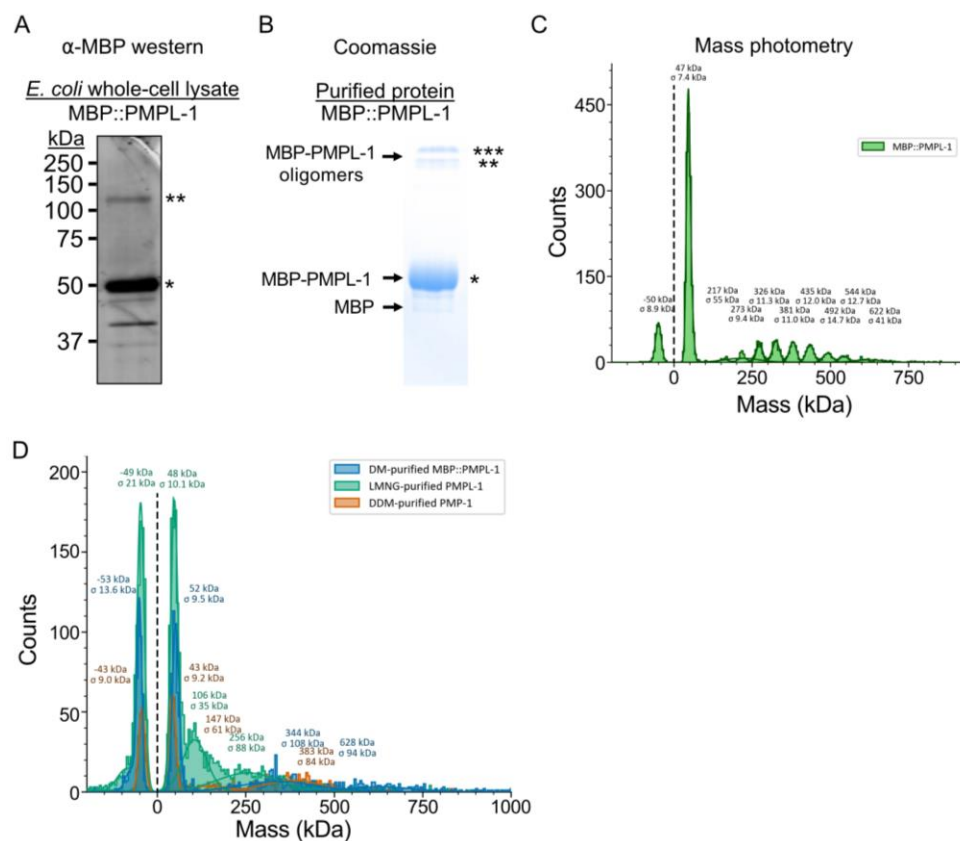 A
α-MBP western
E. coli whole-cell lysate
MBP::PMPL-1
kDa
250
150
100
75
50
37
**
*
B
Coomassie
Purified protein
MBP::PMPL-1
MBP-PMPL-1
oligomers
***
**
MBP-PMPL-1
*
MBP
C
Mass photometry
47 kDa
σ 7.4 kDa
MBP::PMPL-1
-50 kDa
σ 8.9 kDa
217 kDa
σ 55 kDa
273 kDa
σ 9.4 kDa
326 kDa
σ 11.3 kDa
381 kDa
σ 11.0 kDa
435 kDa
σ 12.0 kDa
492 kDa
σ 14.7 kDa
544 kDa
σ 12.7 kDa
622 kDa
σ 41 kDa
Counts
450
300
150
0
0
250
500
750
Mass (kDa)
D
-49 kDa
σ 21 kDa
48 kDa
σ 10.1 kDa
DM-purified MBP::PMPL-1
LMNG-purified PMPL-1
DDM-purified PMP-1
-53 kDa
σ 13.6 kDa
52 kDa
σ 9.5 kDa
-43 kDa
σ 9.0 kDa
43 kDa
σ 9.2 kDa
106 kDa
σ 35 kDa
147 kDa
σ 61 kDa
256 kDa
σ 88 kDa
344 kDa
σ 108 kDa
383 kDa
σ 84 kDa
628 kDa
σ 94 kDa
Counts
200
150
100
50
0
0
250
500
750
1000
Mass (kDa)